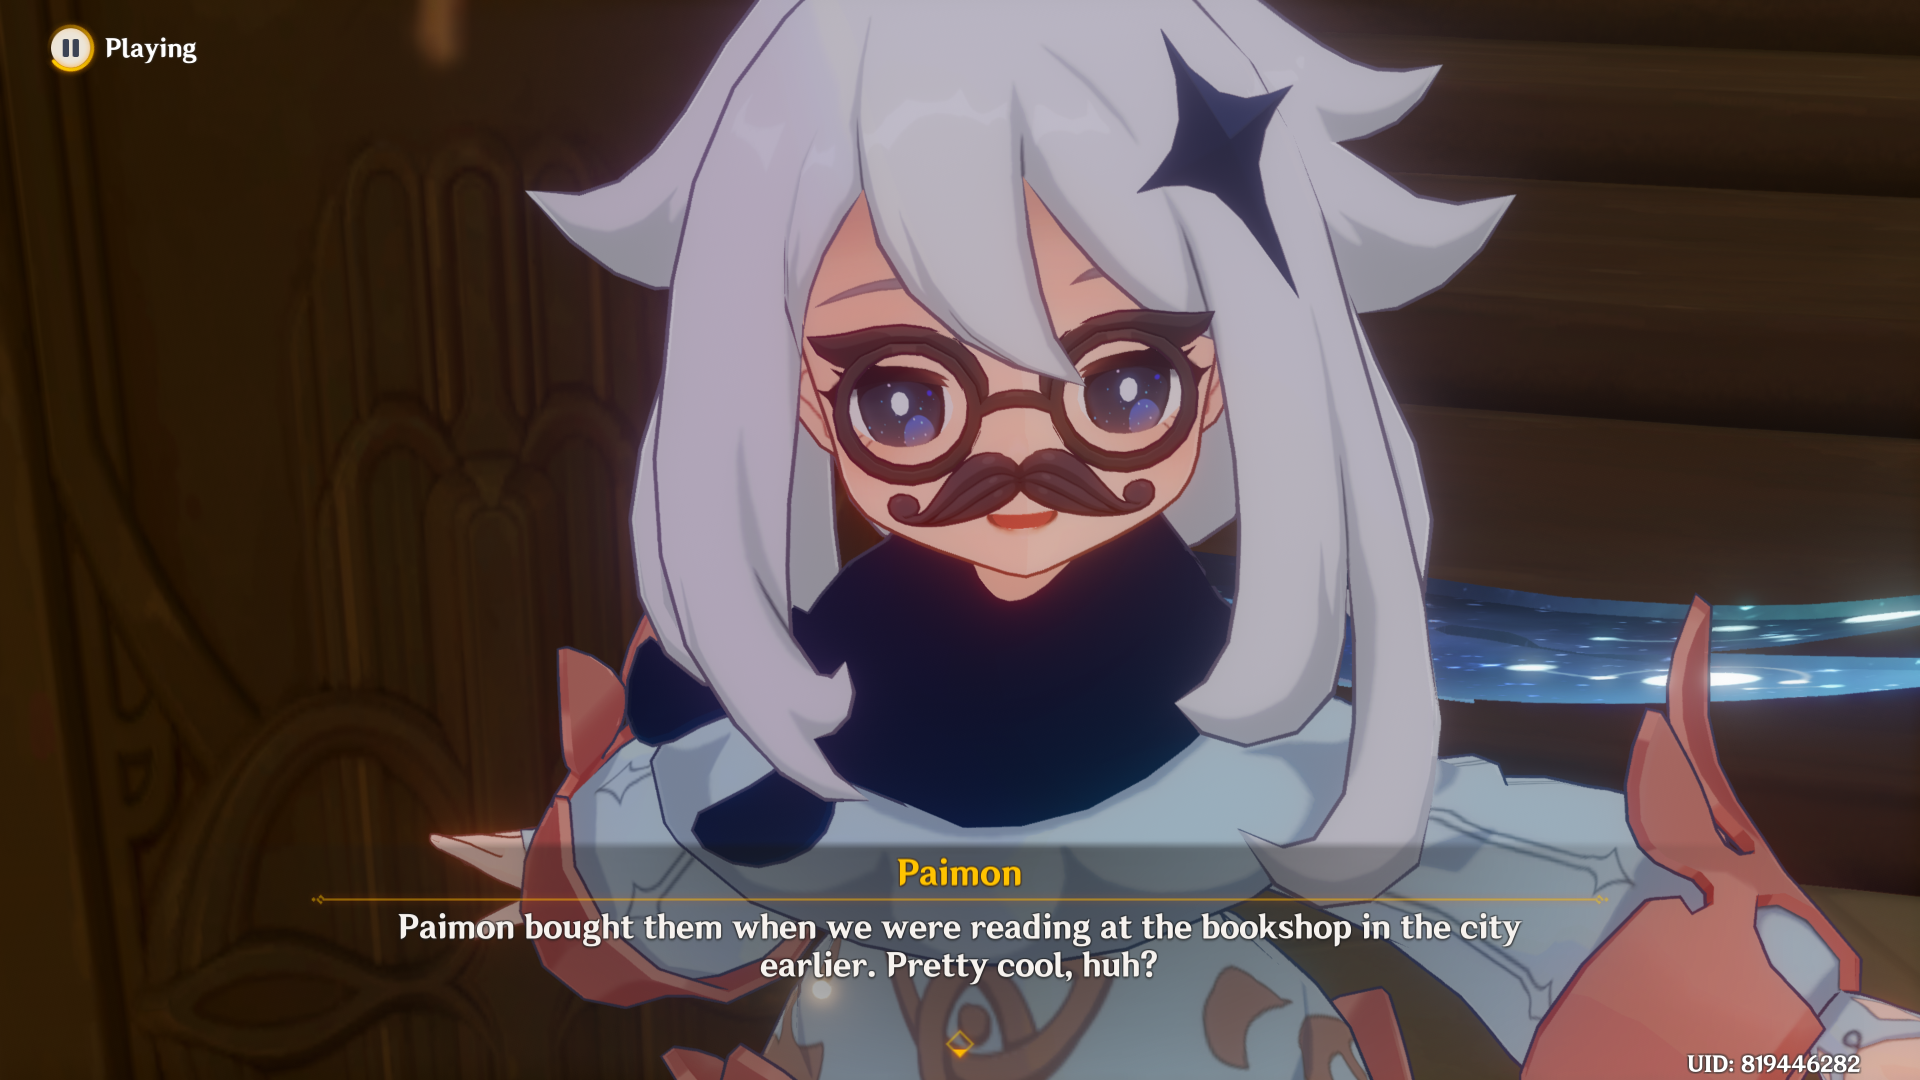 Playing
Paimon
Paimon bought them when we were reading at the bookshop in the city
earlier. Pretty cool, huh?
UID: 819446282